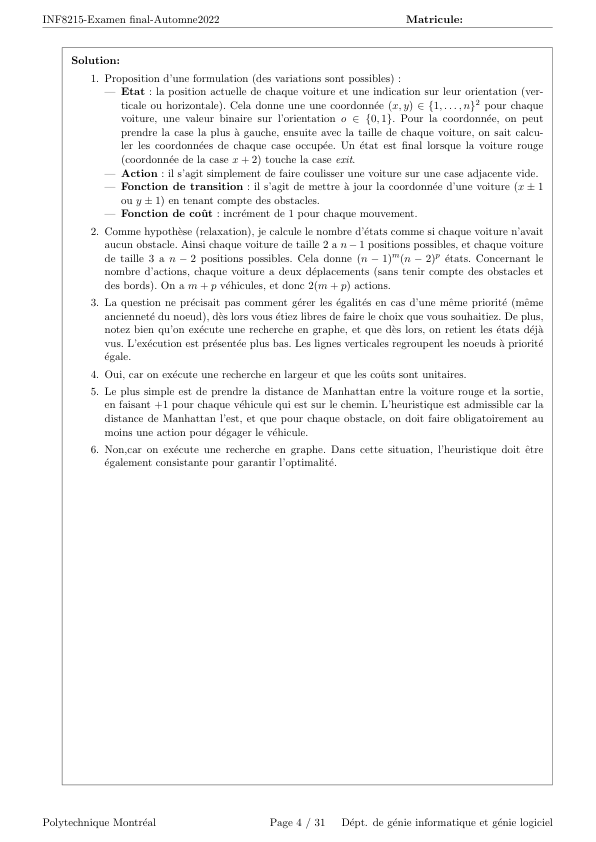 INF8215-Examen final-Automne2022 Matricule:
Solution:
1. Proposition d'une formulation (des variations sont possibles) :
— Etat : la position actuelle de chaque voiture et une indication sur leur orientation (ver-
ticale ou horizontale). Cela donne une une coordonnée (x, y) ∈ {1, . . . , n}² pour chaque
voiture, une valeur binaire sur l'orientation o ∈ {0, 1}. Pour la coordonnée, on peut
prendre la case la plus à gauche, ensuite avec la taille de chaque voiture, on sait calcu-
ler les coordonnées de chaque case occupée. Un état est final lorsque la voiture rouge
(coordonnée de la case x + 2) touche la case exit.
— Action : il s'agit simplement de faire coulisser une voiture sur une case adjacente vide.
— Fonction de transition : il s'agit de mettre à jour la coordonnée d'une voiture (x ± 1
ou y ± 1) en tenant compte des obstacles.
— Fonction de coût : incrément de 1 pour chaque mouvement.
2. Comme hypothèse (relaxation), je calcule le nombre d'états comme si chaque voiture n'avait
aucun obstacle. Ainsi chaque voiture de taille 2 a n − 1 positions possibles, et chaque voiture
de taille 3 a n − 2 positions possibles. Cela donne (n − 1)ᵐ(n − 2)ᵖ états. Concernant le
nombre d'actions, chaque voiture a deux déplacements (sans tenir compte des obstacles et
des bords). On a m + p véhicules, et donc 2(m + p) actions.
3. La question ne précisait pas comment gérer les égalités en cas d'une même priorité (même
ancienneté du noeud), dès lors vous étiez libres de faire le choix que vous souhaitiez. De plus,
notez bien qu'on exécute une recherche en graphe, et que dès lors, on retient les états déjà
vus. L'exécution est présentée plus bas. Les lignes verticales regroupent les noeuds à priorité
égale.
4. Oui, car on exécute une recherche en largeur et que les coûts sont unitaires.
5. Le plus simple est de prendre la distance de Manhattan entre la voiture rouge et la sortie,
en faisant +1 pour chaque véhicule qui est sur le chemin. L'heuristique est admissible car la
distance de Manhattan l'est, et que pour chaque obstacle, on doit faire obligatoirement au
moins une action pour dégager le véhicule.
6. Non,car on exécute une recherche en graphe. Dans cette situation, l'heuristique doit être
également consistante pour garantir l'optimalité.
Polytechnique Montréal Page 4 / 31 Dépt. de génie informatique et génie logiciel